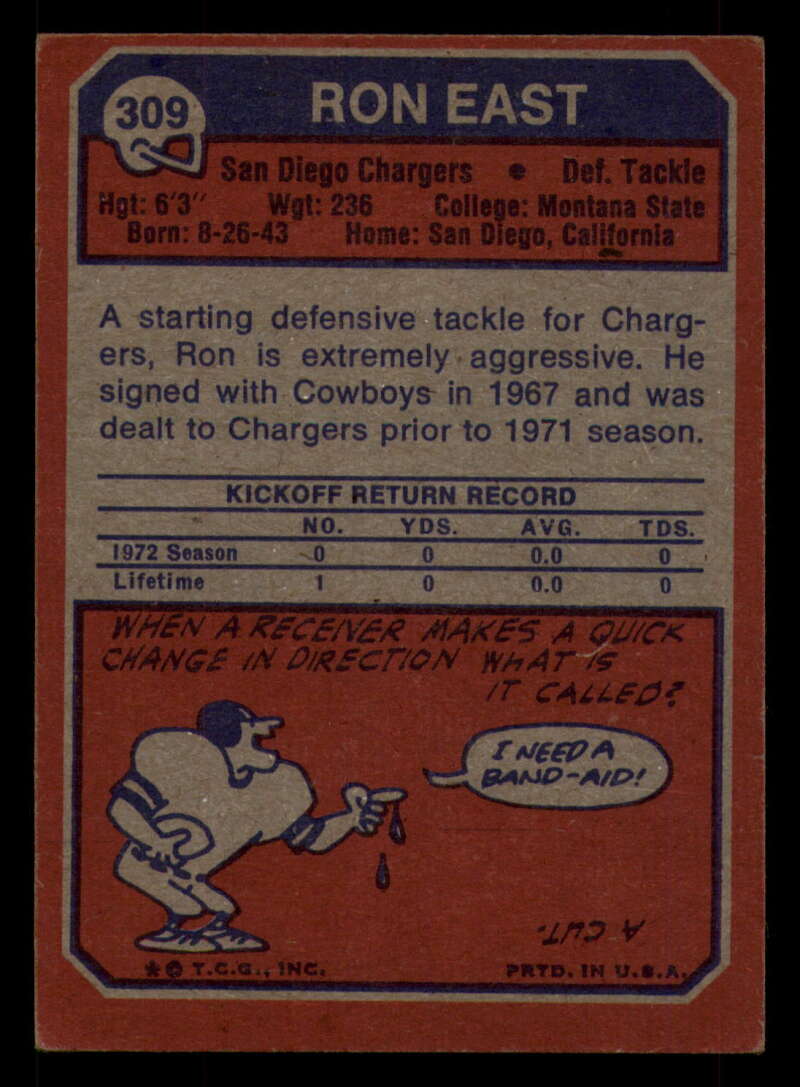 309
RON EAST
San Diego Chargers • Def. Tackle
Hgt: 6'3" Wgt: 236 College: Montana State
Born: 8-26-43 Home: San Diego, California
A starting defensive tackle for Charg-
ers, Ron is extremely aggressive. He
signed with Cowboys in 1967 and was
dealt to Chargers prior to 1971 season.
KICKOFF RETURN RECORD
NO. YDS. AVG. TDS.
1972 Season 0 0 0.0 0
Lifetime 1 0 0.0 0
WHEN A RECEIVER MAKES A QUICK
CHANGE IN DIRECTION WHAT IS
IT CALLED?
I NEED A
BAND-AID!
A CUT.
★ © T.C.G., INC. PRTD. IN U.S.A.